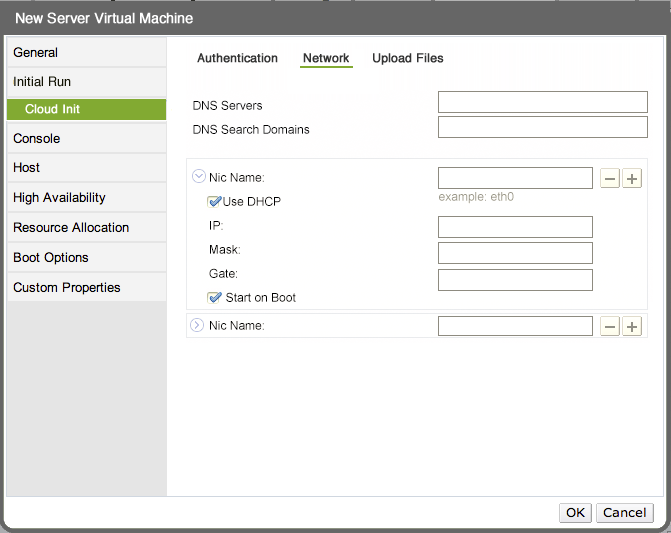 New Server Virtual Machine
General
Initial Run
Cloud Init
Console
Host
High Availability
Resource Allocation
Boot Options
Custom Properties
Authentication Network Upload Files
DNS Servers
DNS Search Domains
Nic Name:
example: eth0
Use DHCP
IP:
Mask:
Gate:
Start on Boot
Nic Name:
OK Cancel